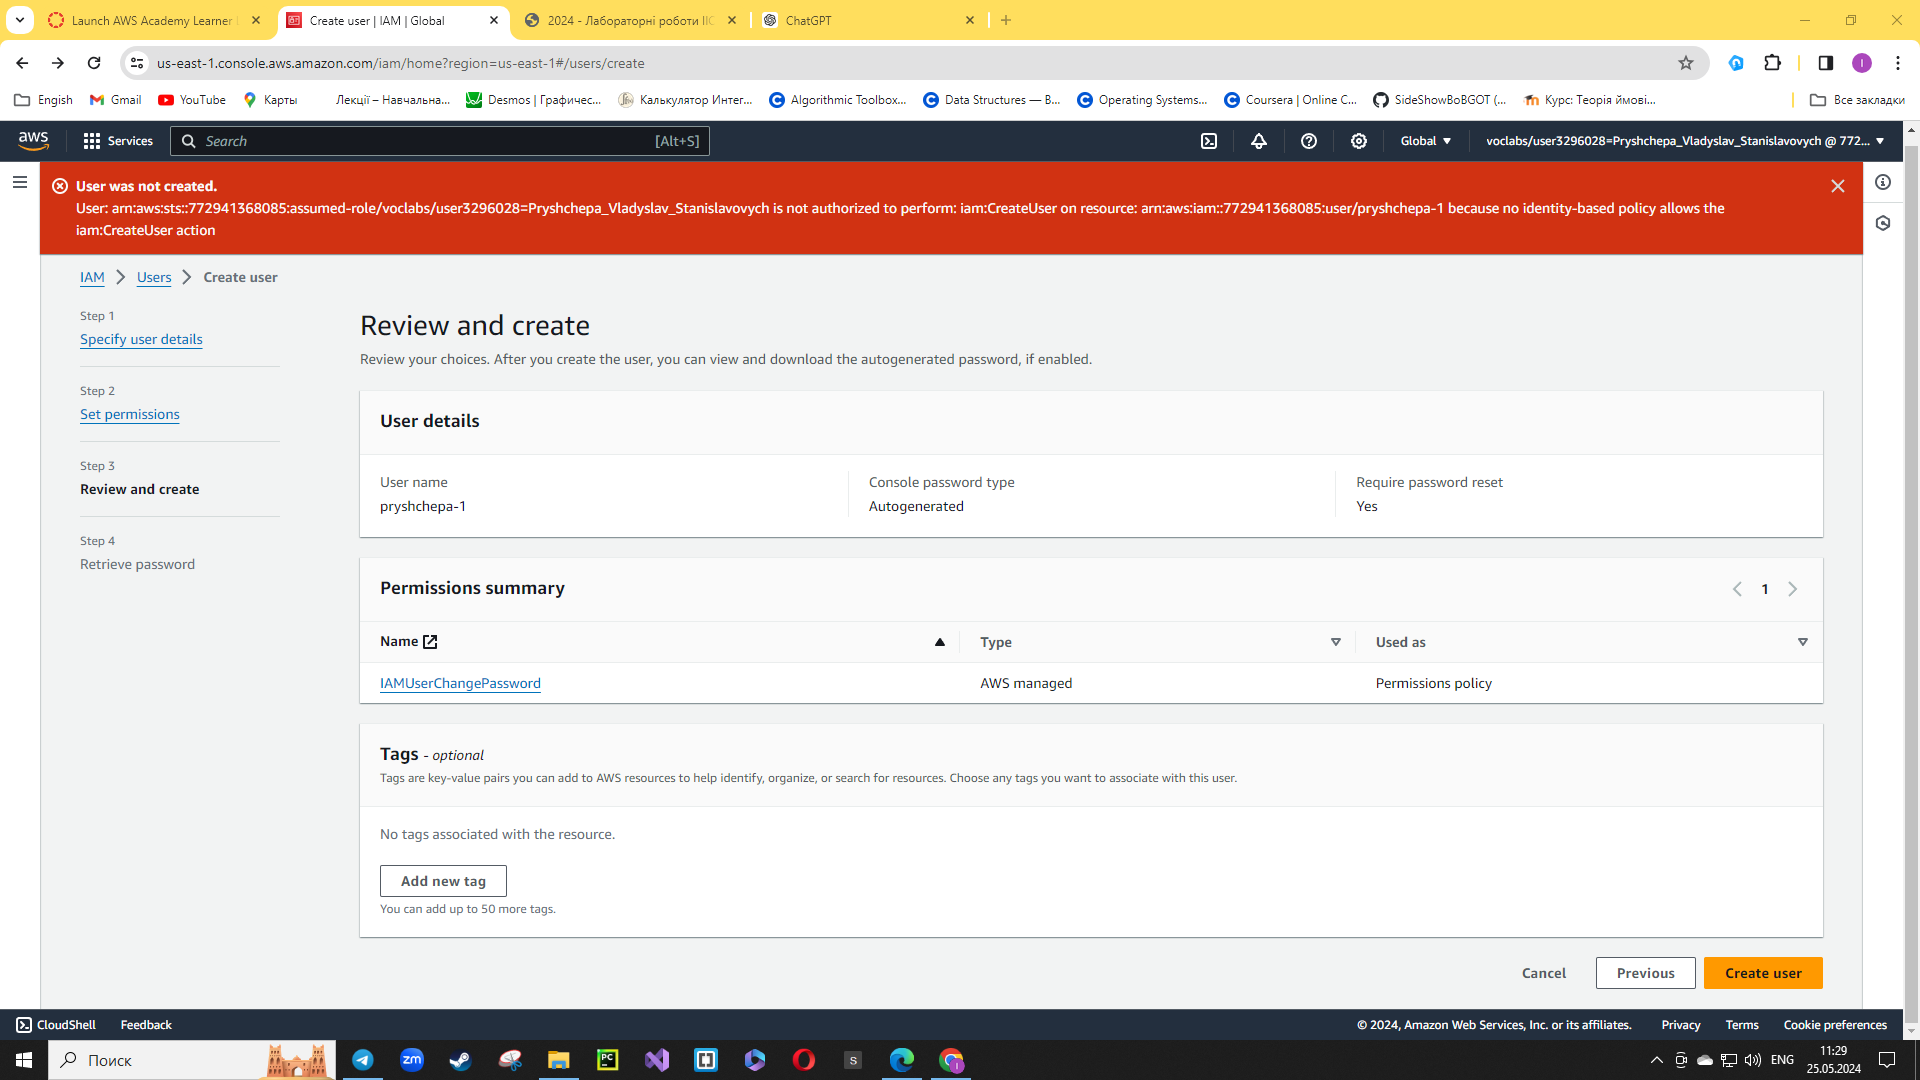 Launch AWS Academy Learner
Create user | IAM | Global
2024 - Лабораторні роботи ІІС
ChatGPT
us-east-1.console.aws.amazon.com/iam/home?region=us-east-1#/users/create
I
Engish
Gmail
YouTube
Карты
Лекції – Навчальна...
Desmos | Графичес...
Калькулятор Интег...
Algorithmic Toolbox...
Data Structures — B...
Operating Systems...
Coursera | Online C...
SideShowBoBGOT (...
Курс: Теорія ймові...
Все закладки
aws
Services
Search
[Alt+S]
Global
voclabs/user3296028=Pryshchepa_Vladyslav_Stanislavovych @ 772...
User was not created.
User: arn:aws:sts::772941368085:assumed-role/voclabs/user3296028=Pryshchepa_Vladyslav_Stanislavovych is not authorized to perform: iam:CreateUser on resource: arn:aws:iam::772941368085:user/pryshchepa-1 because no identity-based policy allows the
iam:CreateUser action
IAM
Users
Create user
Step 1
Specify user details
Step 2
Set permissions
Step 3
Review and create
Step 4
Retrieve password
Review and create
Review your choices. After you create the user, you can view and download the autogenerated password, if enabled.
User details
User name
pryshchepa-1
Console password type
Autogenerated
Require password reset
Yes
Permissions summary
1
Name
Type
Used as
IAMUserChangePassword
AWS managed
Permissions policy
Tags - optional
Tags are key-value pairs you can add to AWS resources to help identify, organize, or search for resources. Choose any tags you want to associate with this user.
No tags associated with the resource.
Add new tag
You can add up to 50 more tags.
Cancel
Previous
Create user
CloudShell
Feedback
© 2024, Amazon Web Services, Inc. or its affiliates.
Privacy
Terms
Cookie preferences
Поиск
zm
PC
S
ENG
11:29
25.05.2024